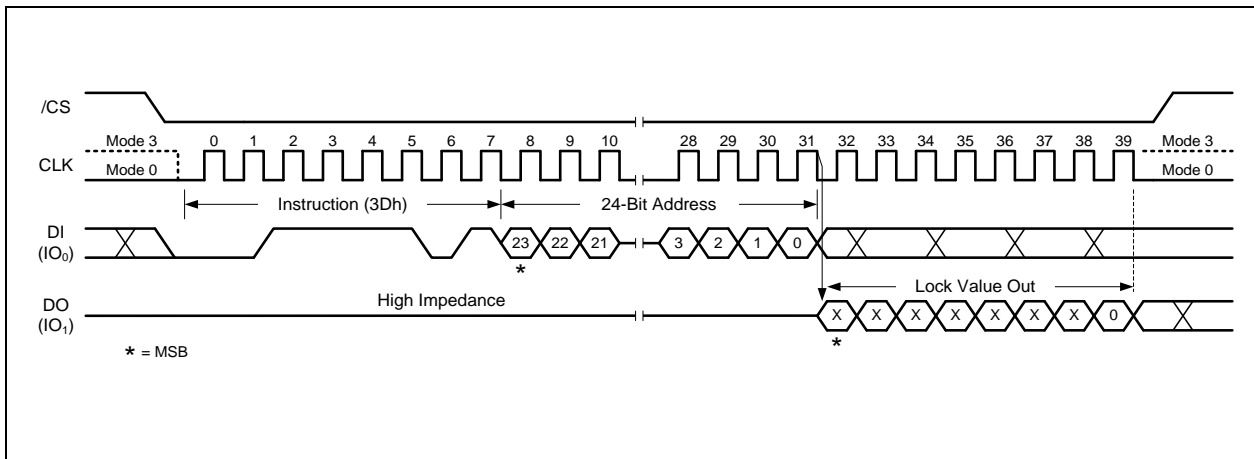 /CS
Mode 3 0 1 2 3 4 5 6 7 8 9 10 28 29 30 31 32 33 34 35 36 37 38 39 Mode 3
CLK
Mode 0 Mode 0
Instruction (3Dh) 24-Bit Address
DI
(IO₀)
23 22 21 3 2 1 0
*
Lock Value Out
High Impedance
DO
(IO₁)
X X X X X X X 0
*
* = MSB